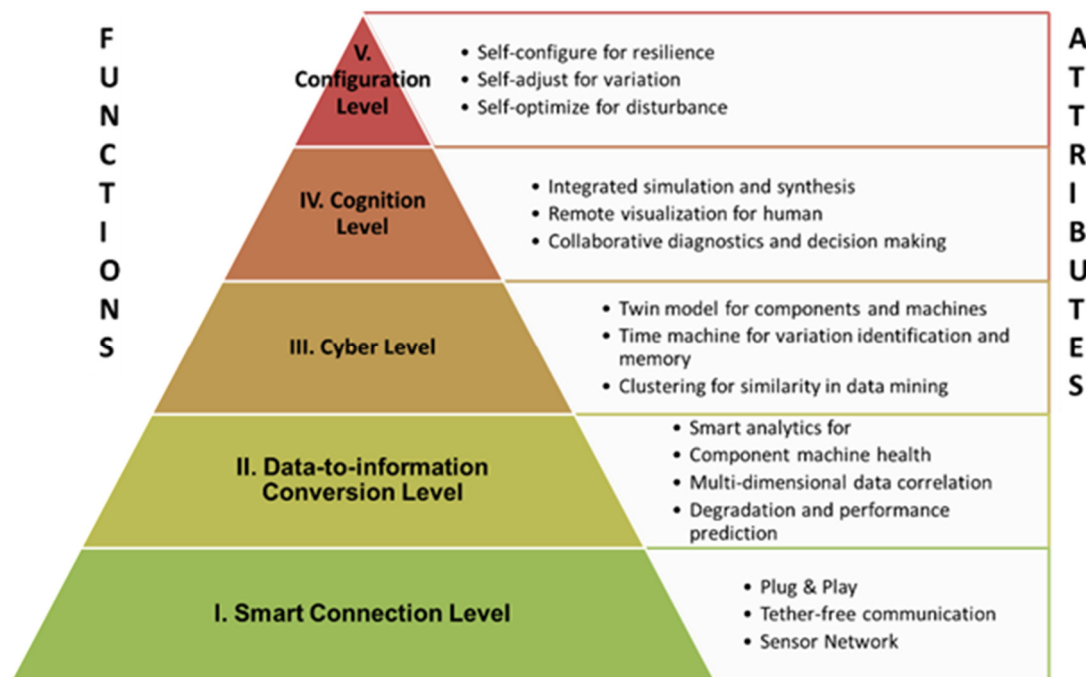 FUNCTIONS
V.
Configuration
Level
• Self-configure for resilience
• Self-adjust for variation
• Self-optimize for disturbance
IV. Cognition
Level
• Integrated simulation and synthesis
• Remote visualization for human
• Collaborative diagnostics and decision making
III. Cyber Level
• Twin model for components and machines
• Time machine for variation identification and
memory
• Clustering for similarity in data mining
II. Data-to-information
Conversion Level
• Smart analytics for
• Component machine health
• Multi-dimensional data correlation
• Degradation and performance
prediction
I. Smart Connection Level
• Plug & Play
• Tether-free communication
• Sensor Network
ATTRIBUTES